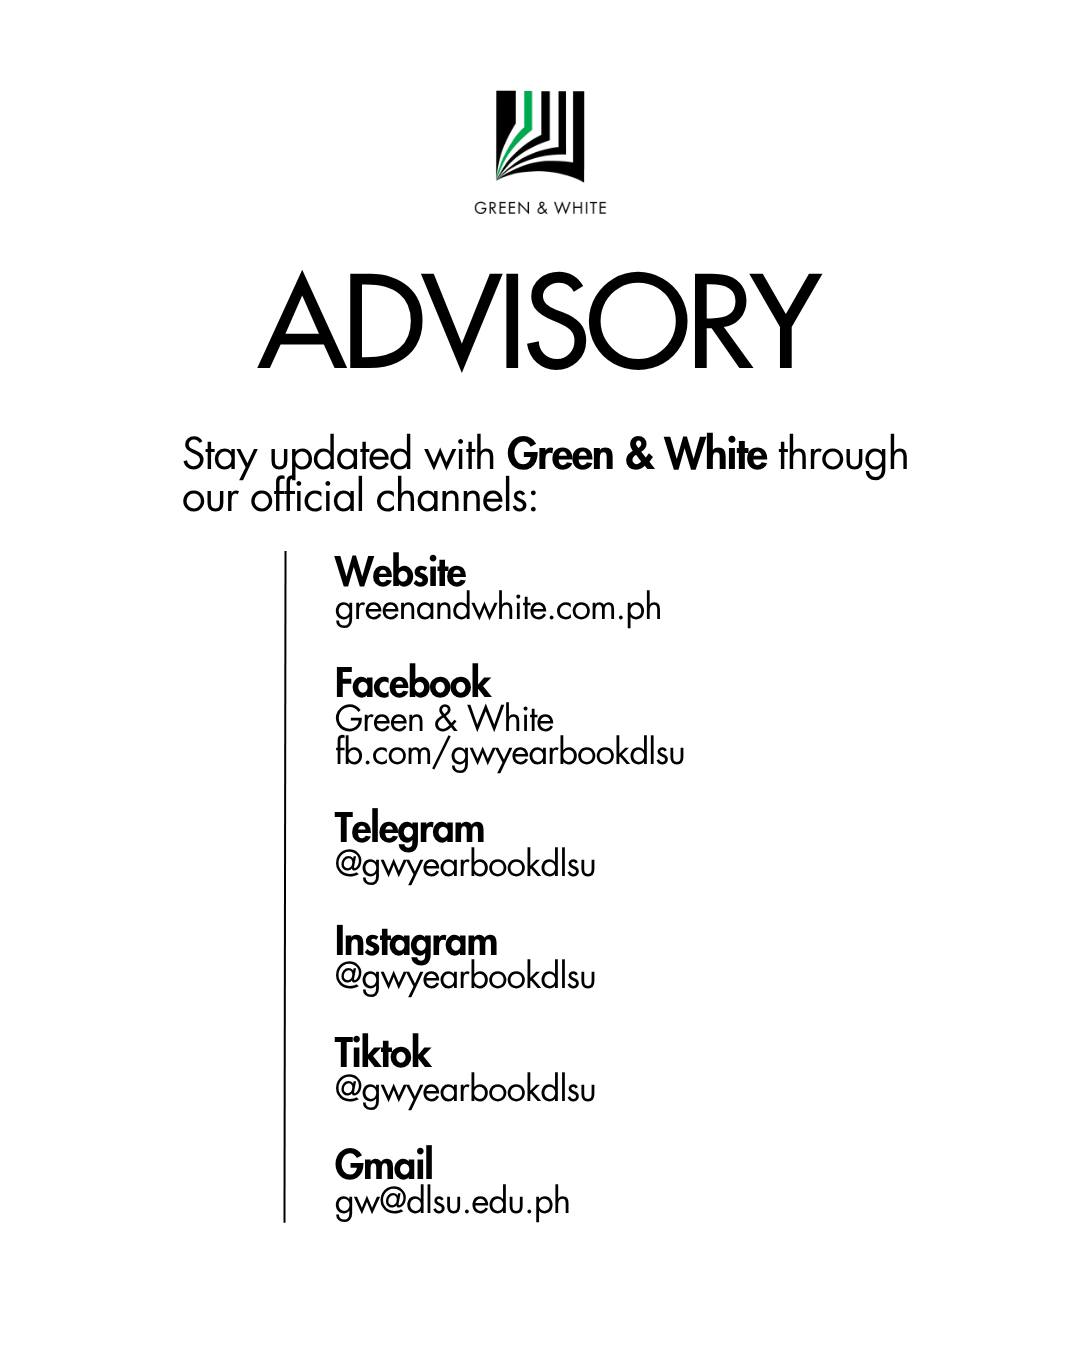 GREEN & WHITE
ADVISORY
Stay updated with Green & White through
our official channels:
Website
greenandwhite.com.ph
Facebook
Green & White
fb.com/gwyearbookdlsu
Telegram
@gwyearbookdlsu
Instagram
@gwyearbookdlsu
Tiktok
@gwyearbookdlsu
Gmail
gw@dlsu.edu.ph